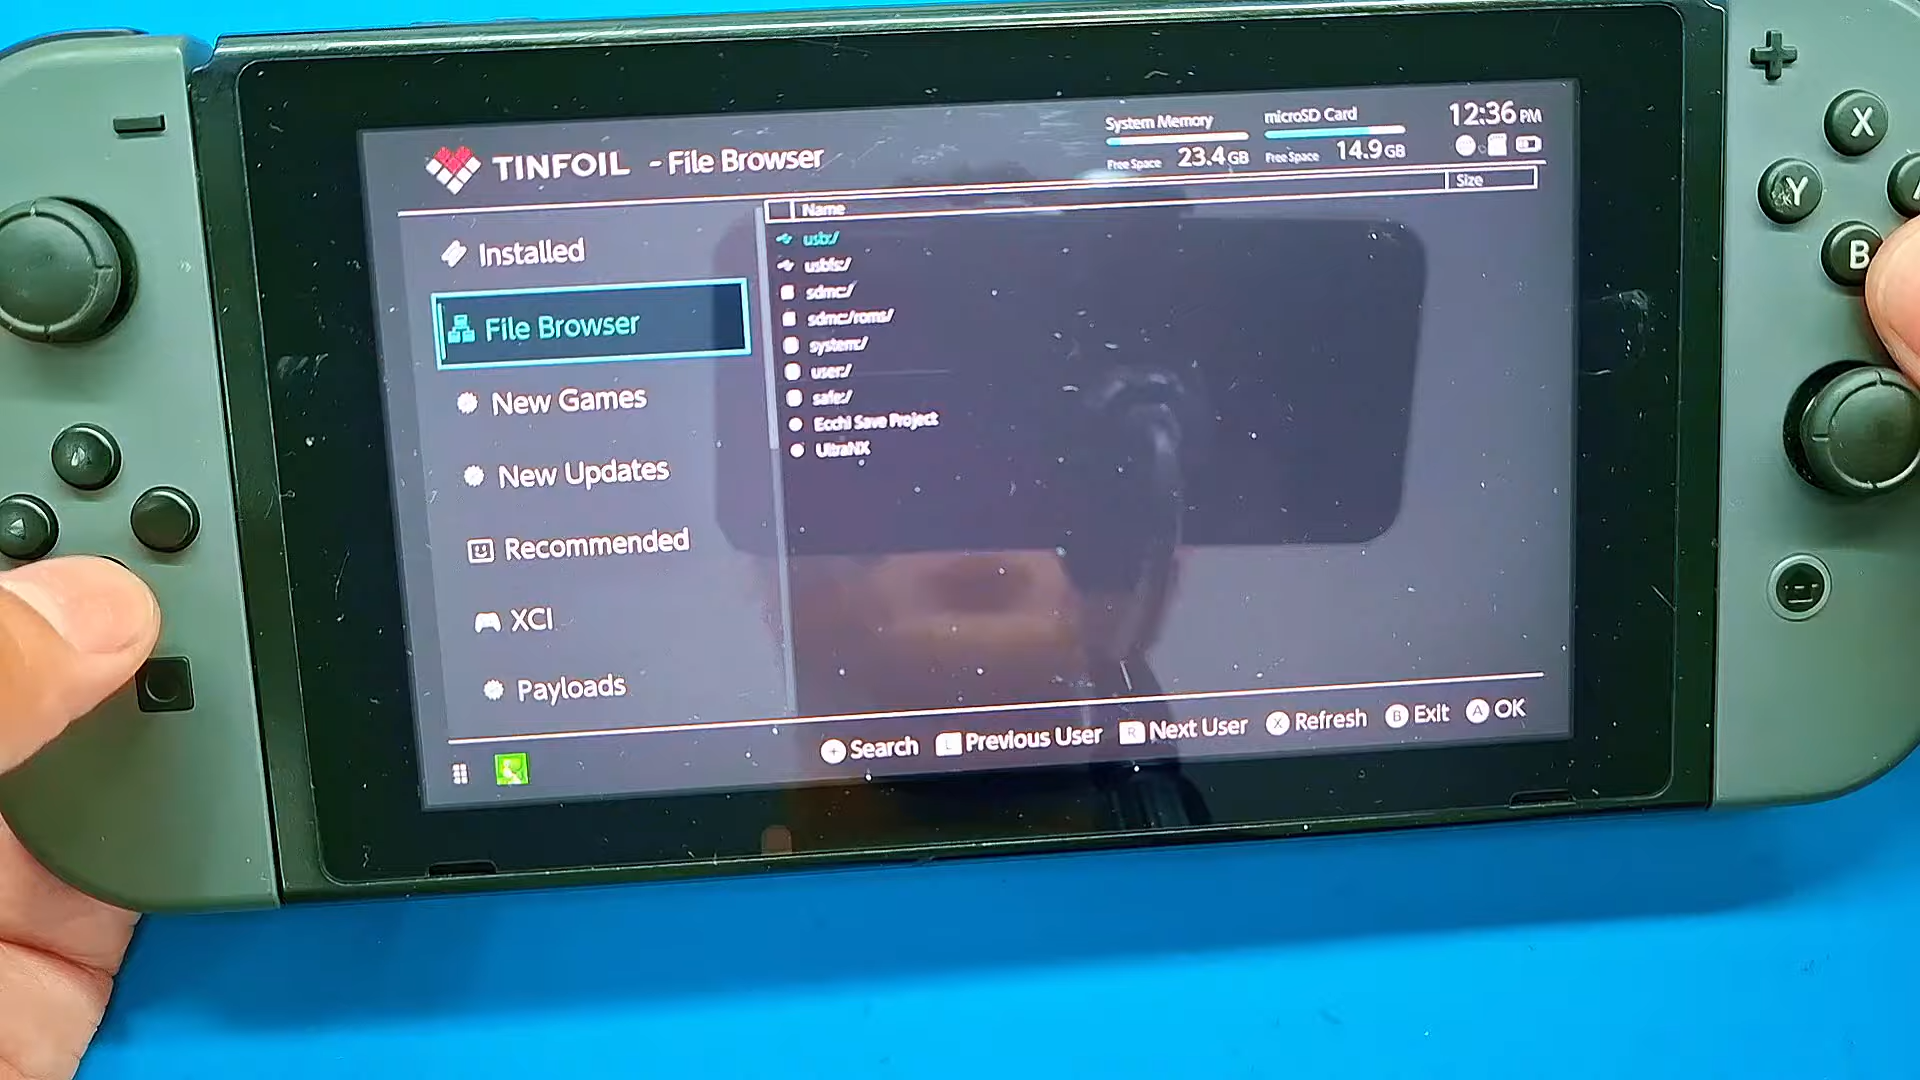 TINFOIL - File Browser
System Memory
Free Space 23.4 GB
microSD Card
Free Space 14.9 GB
12:36 PM
Name
Size
Installed
File Browser
New Games
New Updates
Recommended
XCI
Payloads
usb:/
usbfs:/
sdmc:/
sdmc:/roms/
system:/
user:/
safe:/
Ecchi Save Project
UltraNX
+ Search
L Previous User
R Next User
X Refresh
B Exit
A OK
X
Y
B